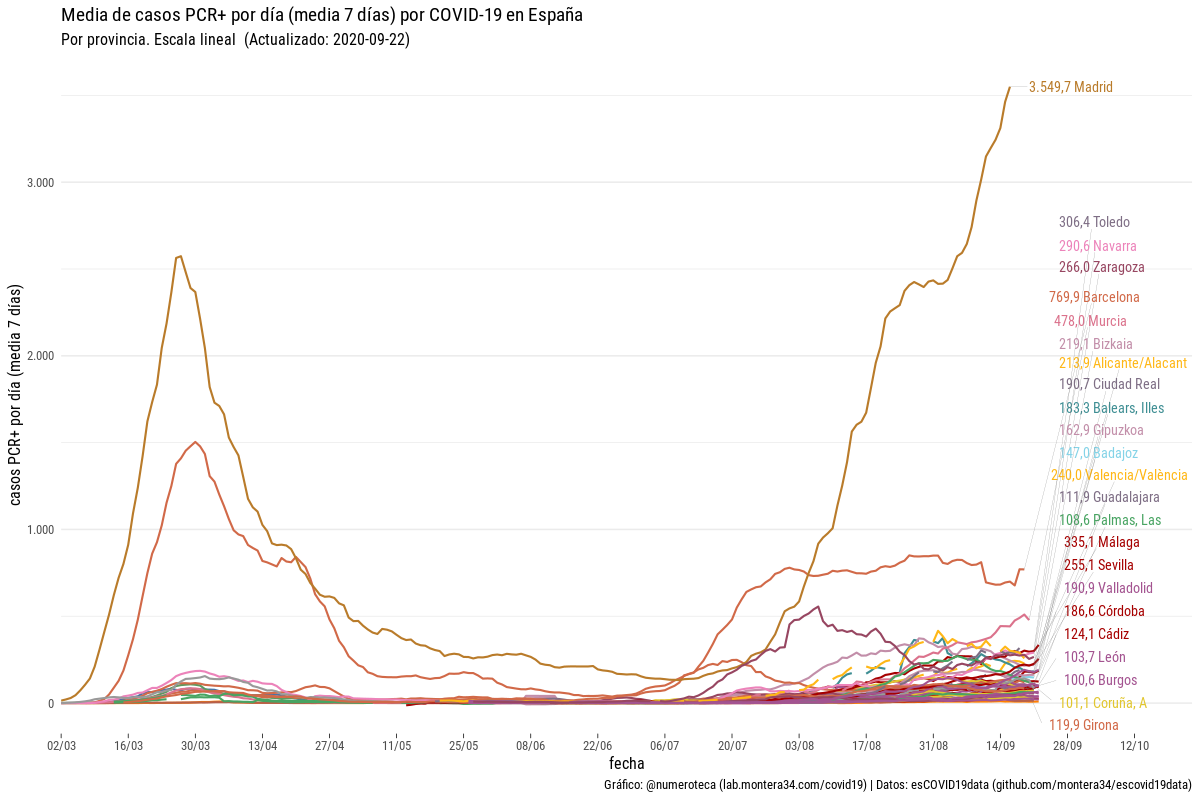 Media de casos PCR+ por día (media 7 días) por COVID-19 en España
Por provincia. Escala lineal (Actualizado: 2020-09-22)
casos PCR+ por día (media 7 días)
3.000
2.000
1.000
0
3.549,7 Madrid
306,4 Toledo
290,6 Navarra
266,0 Zaragoza
769,9 Barcelona
478,0 Murcia
219,1 Bizkaia
213,9 Alicante/Alacant
190,7 Ciudad Real
183,3 Balears, Illes
162,9 Gipuzkoa
147,0 Badajoz
240,0 Valencia/València
111,9 Guadalajara
108,6 Palmas, Las
335,1 Málaga
255,1 Sevilla
190,9 Valladolid
186,6 Córdoba
124,1 Cádiz
103,7 León
100,6 Burgos
101,1 Coruña, A
119,9 Girona
02/03 16/03 30/03 13/04 27/04 11/05 25/05 08/06 22/06 06/07 20/07 03/08 17/08 31/08 14/09 28/09 12/10
fecha
Gráfico: @numeroteca (lab.montera34.com/covid19) | Datos: esCOVID19data (github.com/montera34/escovid19data)